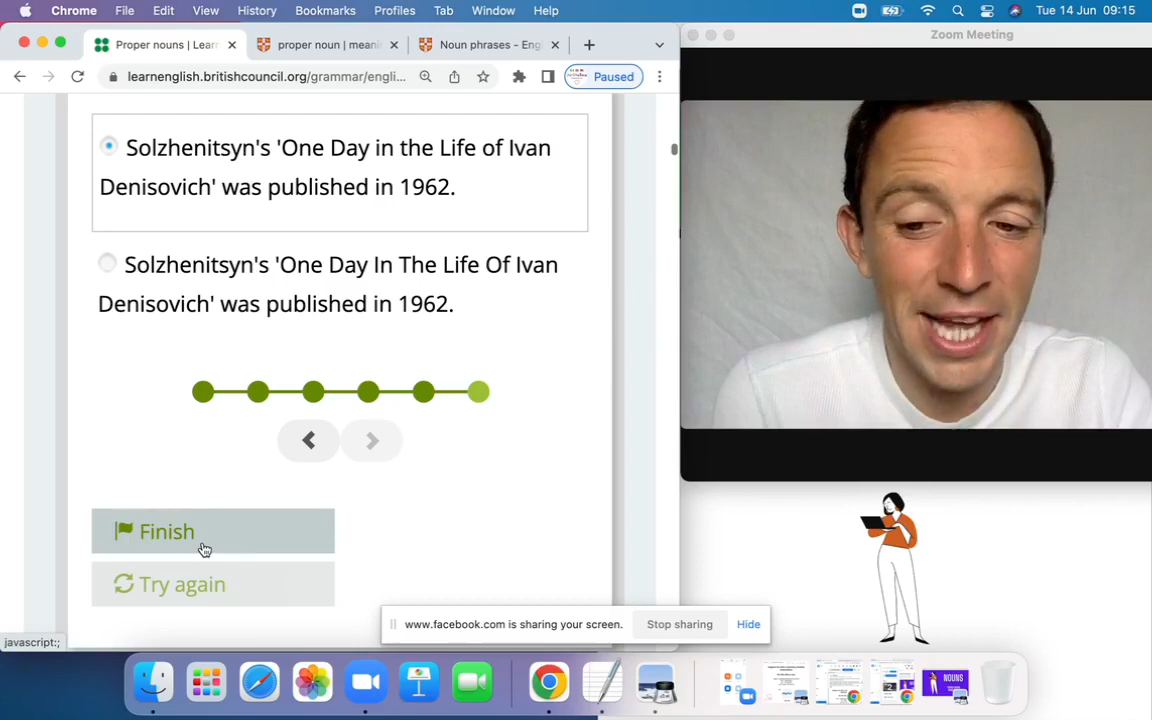 Chrome File Edit View History Bookmarks Profiles Tab Window Help Tue 14 Jun 09:15
Proper nouns | Learn
proper noun | meani
Noun phrases - Eng
Zoom Meeting
learnenglish.britishcouncil.org/grammar/engli...
Paused
Solzhenitsyn's 'One Day in the Life of Ivan
Denisovich' was published in 1962.
Solzhenitsyn's 'One Day In The Life Of Ivan
Denisovich' was published in 1962.
Finish
Try again
www.facebook.com is sharing your screen. Stop sharing Hide
javascript:;
NOUNS